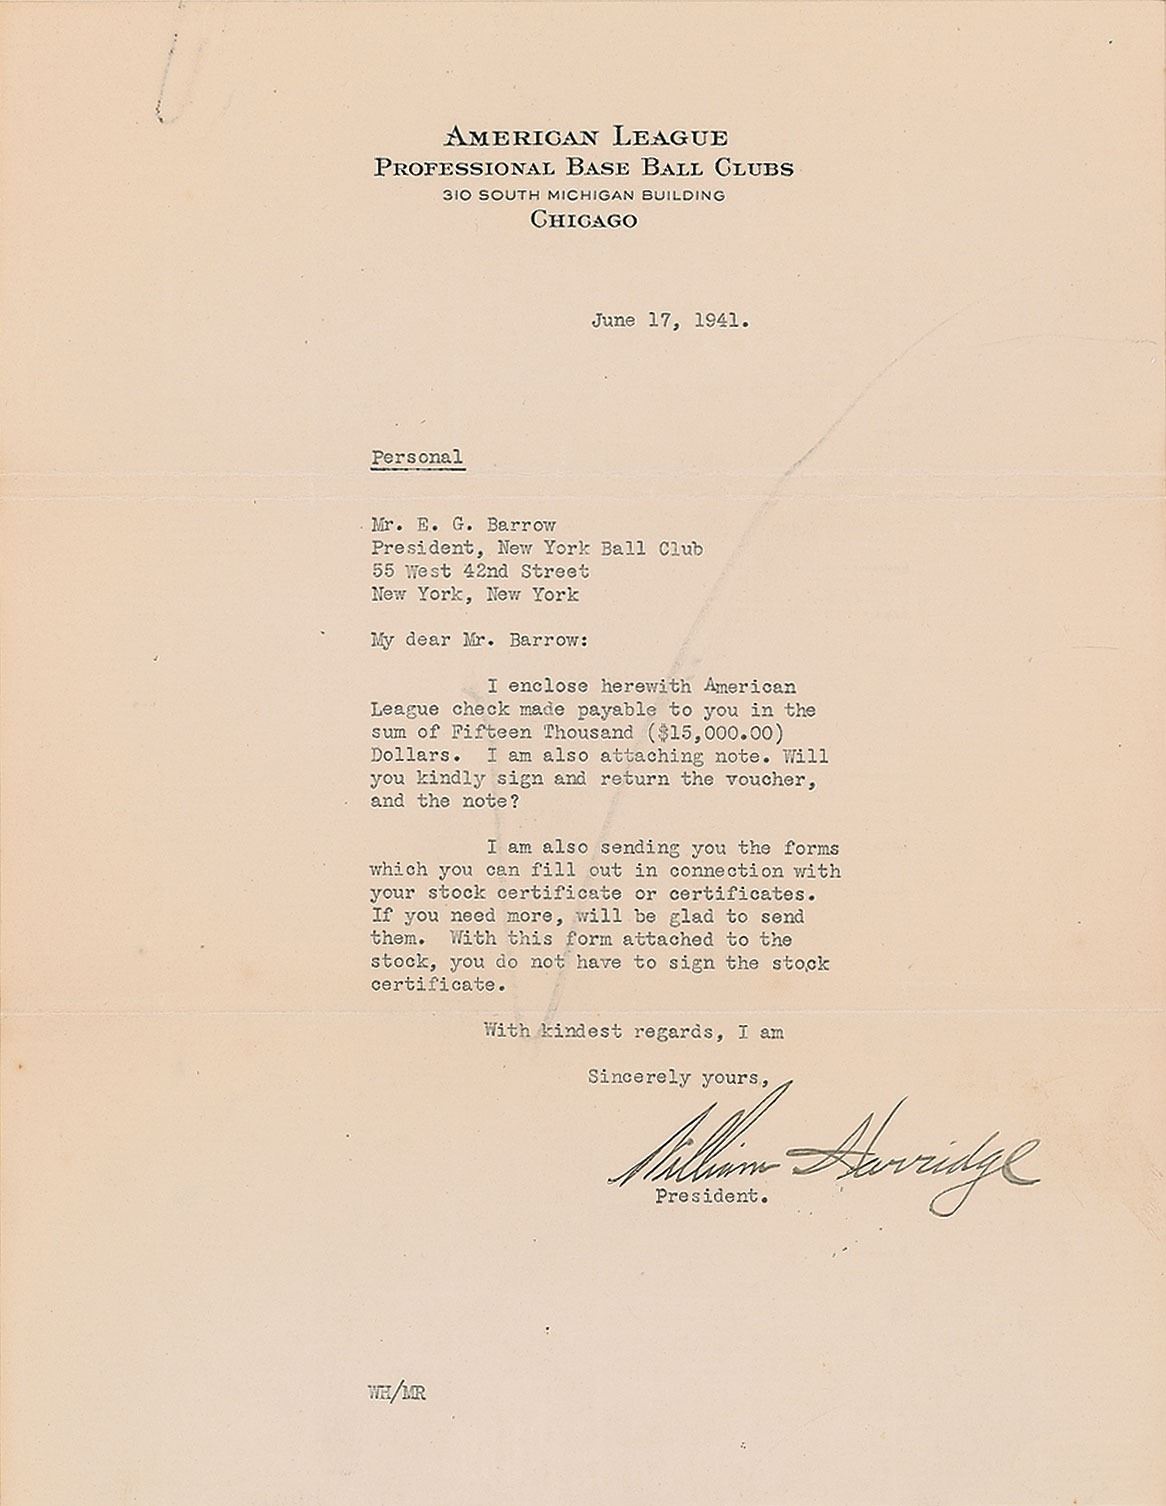 AMERICAN LEAGUE
PROFESSIONAL BASE BALL CLUBS
310 SOUTH MICHIGAN BUILDING
CHICAGO
June 17, 1941.
Personal
Mr. E. G. Barrow
President, New York Ball Club
55 West 42nd Street
New York, New York
My dear Mr. Barrow:
I enclose herewith American
League check made payable to you in the
sum of Fifteen Thousand ($15,000.00)
Dollars. I am also attaching note. Will
you kindly sign and return the voucher,
and the note?
I am also sending you the forms
which you can fill out in connection with
your stock certificate or certificates.
If you need more, will be glad to send
them. With this form attached to the
stock, you do not have to sign the stock
certificate.
With kindest regards, I am
Sincerely yours,
William Harridge
President.
WH/MR